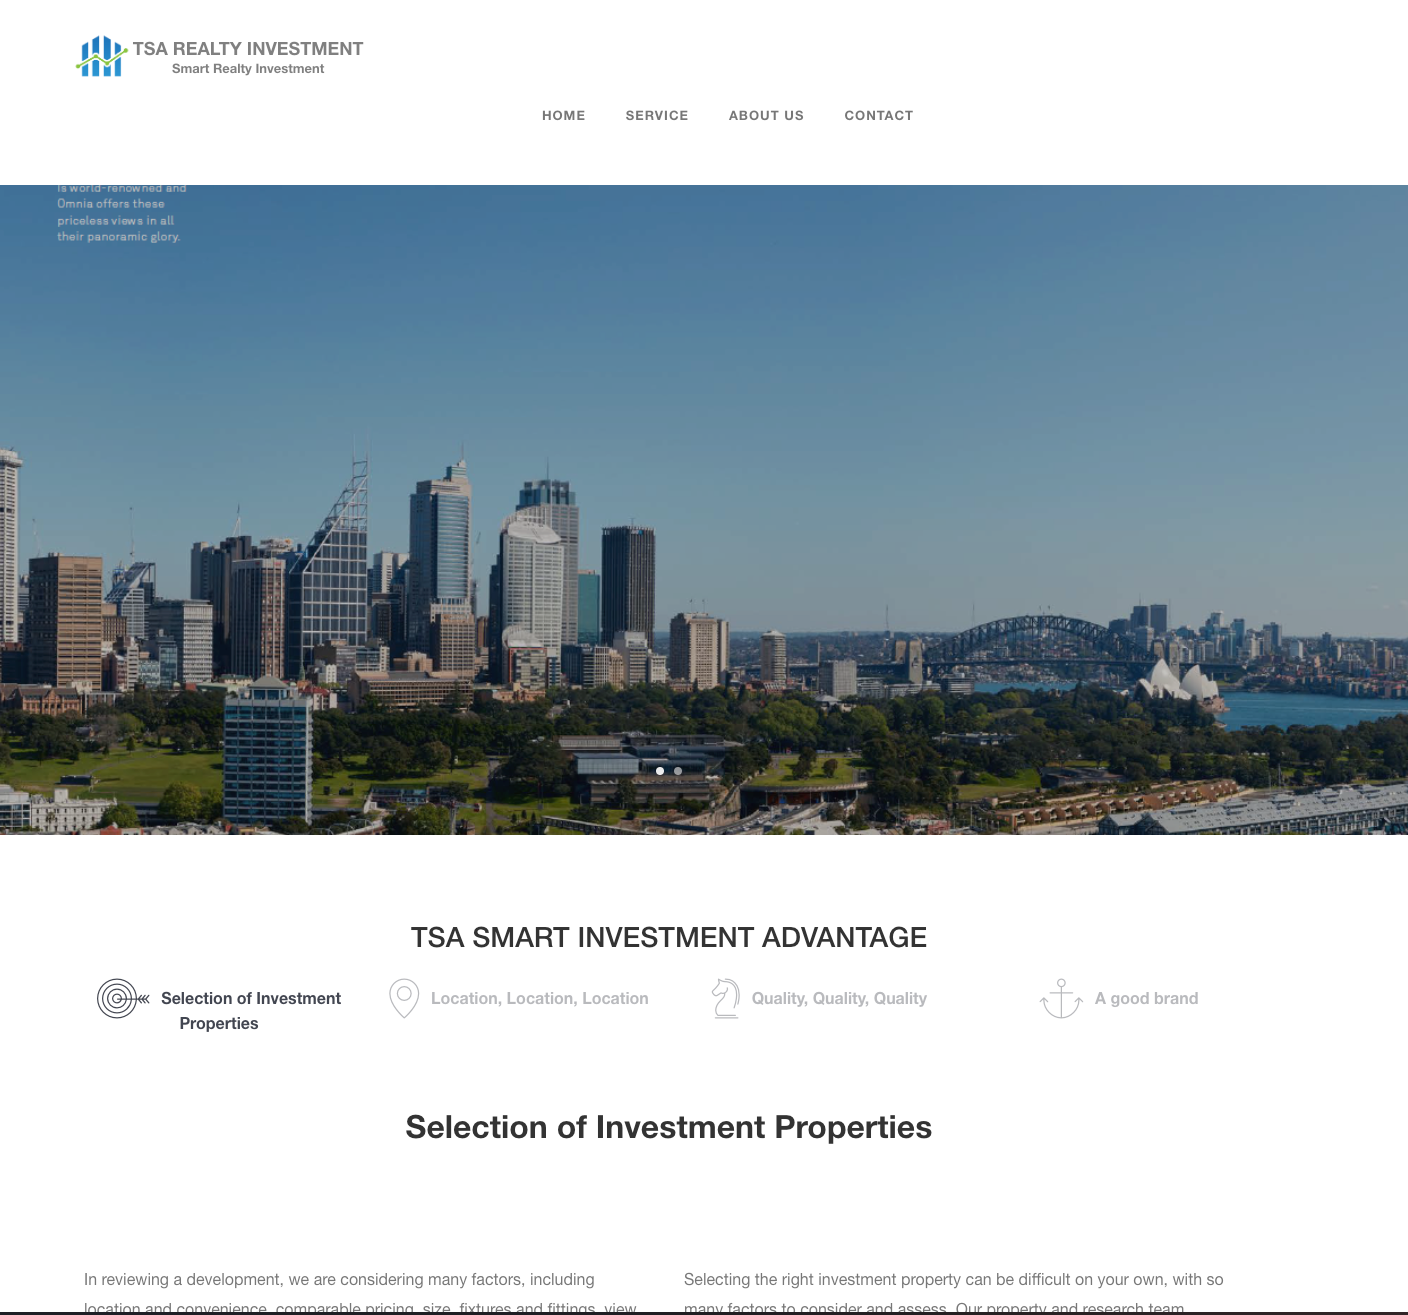 TSA REALTY INVESTMENT
Smart Realty Investment
HOME SERVICE ABOUT US CONTACT
is world-renowned and
Omnia offers these
priceless views in all
their panoramic glory.
TSA SMART INVESTMENT ADVANTAGE
Selection of Investment
Properties
Location, Location, Location
Quality, Quality, Quality
A good brand
Selection of Investment Properties
In reviewing a development, we are considering many factors, including
location and convenience, comparable pricing, size, fixtures and fittings, view
Selecting the right investment property can be difficult on your own, with so
many factors to consider and assess. Our property and research team